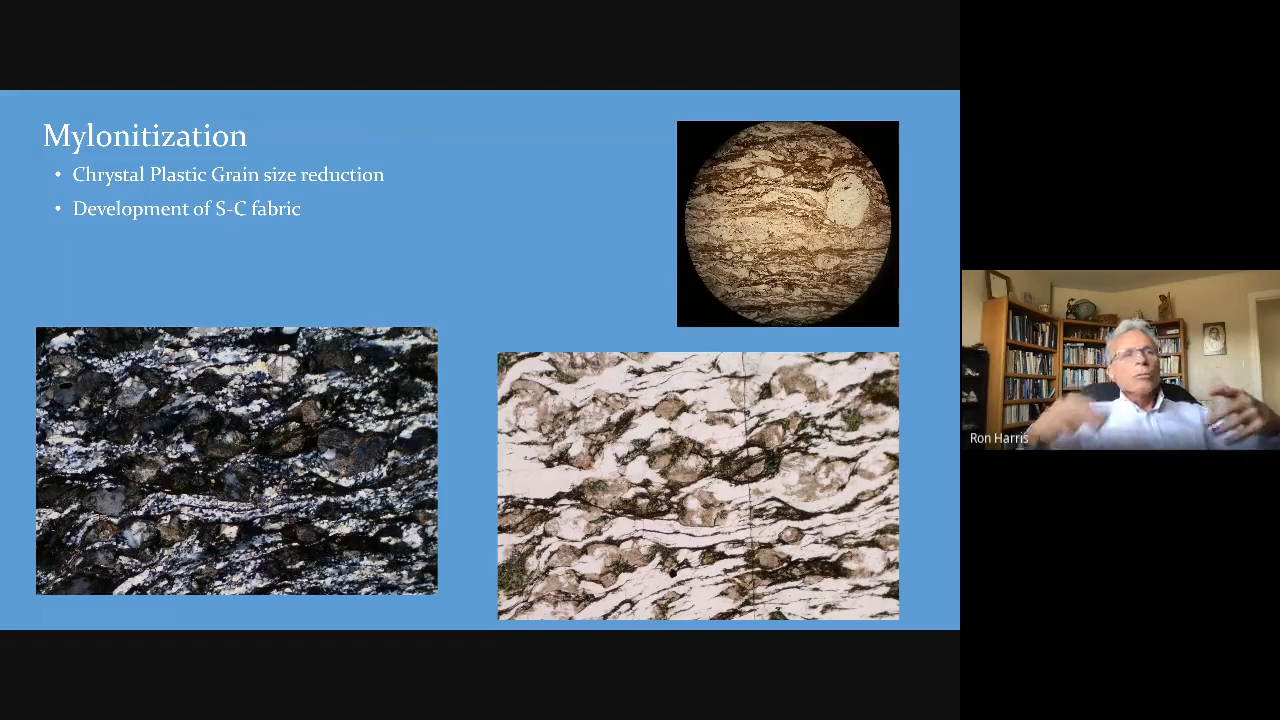 Mylonitization
• Chrystal Plastic Grain size reduction
• Development of S-C fabric
Ron Harris